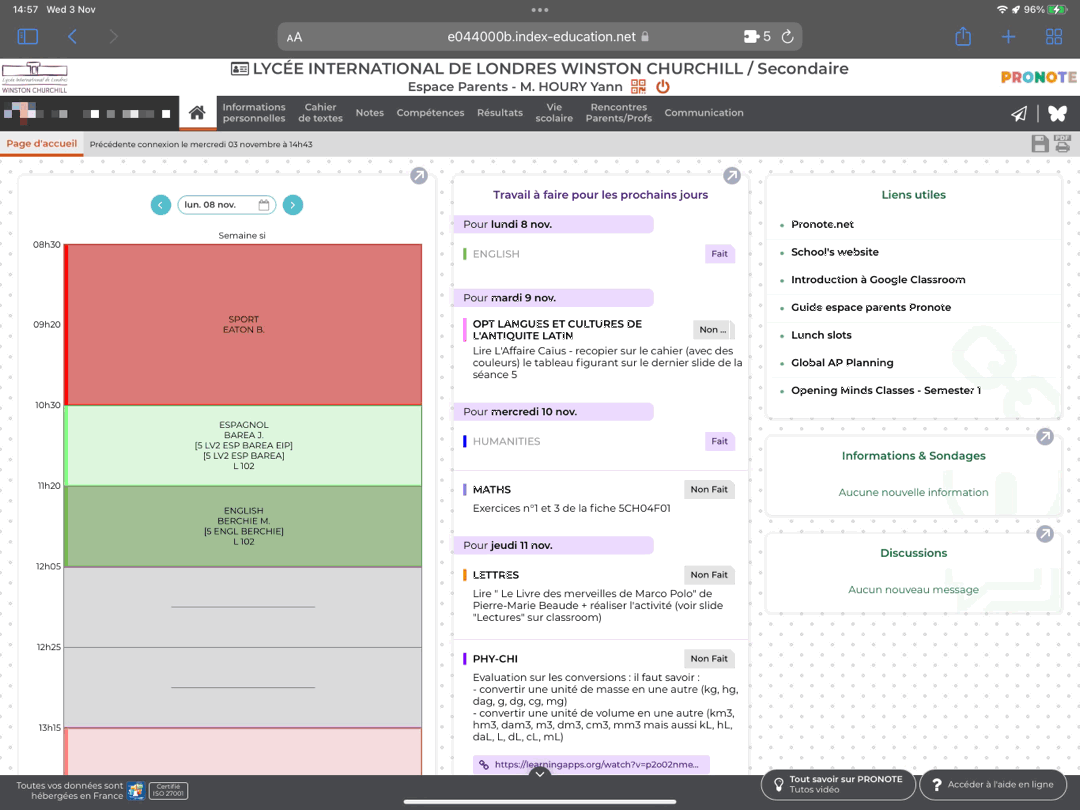 14:57 Wed 3 Nov
96%
AA
e044000b.index-education.net
5
WINSTON CHURCHILL
LYCÉE INTERNATIONAL DE LONDRES WINSTON CHURCHILL / Secondaire
Espace Parents - M. HOURY Yann
PRONOTE
Informations personnelles
Cahier de textes
Notes
Compétences
Résultats
Vie scolaire
Rencontres Parents/Profs
Communication
Page d'accueil
Précédente connexion le mercredi 03 novembre à 14h43
PDF
lun. 08 nov.
Semaine si
08h30
SPORT
EATON B.
09h20
10h30
ESPAGNOL
BAREA J.
[5 LV2 ESP BAREA EIP]
[5 LV2 ESP BAREA]
L 102
11h20
ENGLISH
BERCHIE M.
[5 ENGL BERCHIE]
L 102
12h05
12h25
13h15
Travail à faire pour les prochains jours
Pour lundi 8 nov.
ENGLISH
Fait
Pour mardi 9 nov.
OPT LANGUES ET CULTURES DE
L'ANTIQUITE LATIN
Non ...
Lire L'Affaire Caius - recopier sur le cahier (avec des
couleurs) le tableau figurant sur le dernier slide de la
séance 5
Pour mercredi 10 nov.
HUMANITIES
Fait
MATHS
Non Fait
Exercices n°1 et 3 de la fiche 5CH04F01
Pour jeudi 11 nov.
LETTRES
Non Fait
Lire " Le Livre des merveilles de Marco Polo" de
Pierre-Marie Beaude + réaliser l'activité (voir slide
"Lectures" sur classroom)
PHY-CHI
Non Fait
Evaluation sur les conversions : il faut savoir :
- convertir une unité de masse en une autre (kg, hg,
dag, g, dg, cg, mg)
- convertir une unité de volume en une autre (km3,
hm3, dam3, m3, dm3, cm3, mm3 mais aussi kL, hL,
daL, L, dL, cL, mL)
https://learningapps.org/watch?v=p2o02nme...
Liens utiles
Pronote.net
School's website
Introduction à Google Classroom
Guide espace parents Pronote
Lunch slots
Global AP Planning
Opening Minds Classes - Semester 1
Informations & Sondages
Aucune nouvelle information
Discussions
Aucun nouveau message
Toutes vos données sont
hébergées en France
Certifié
ISO 27001
Tout savoir sur PRONOTE
Tutos vidéo
? Accéder à l'aide en ligne